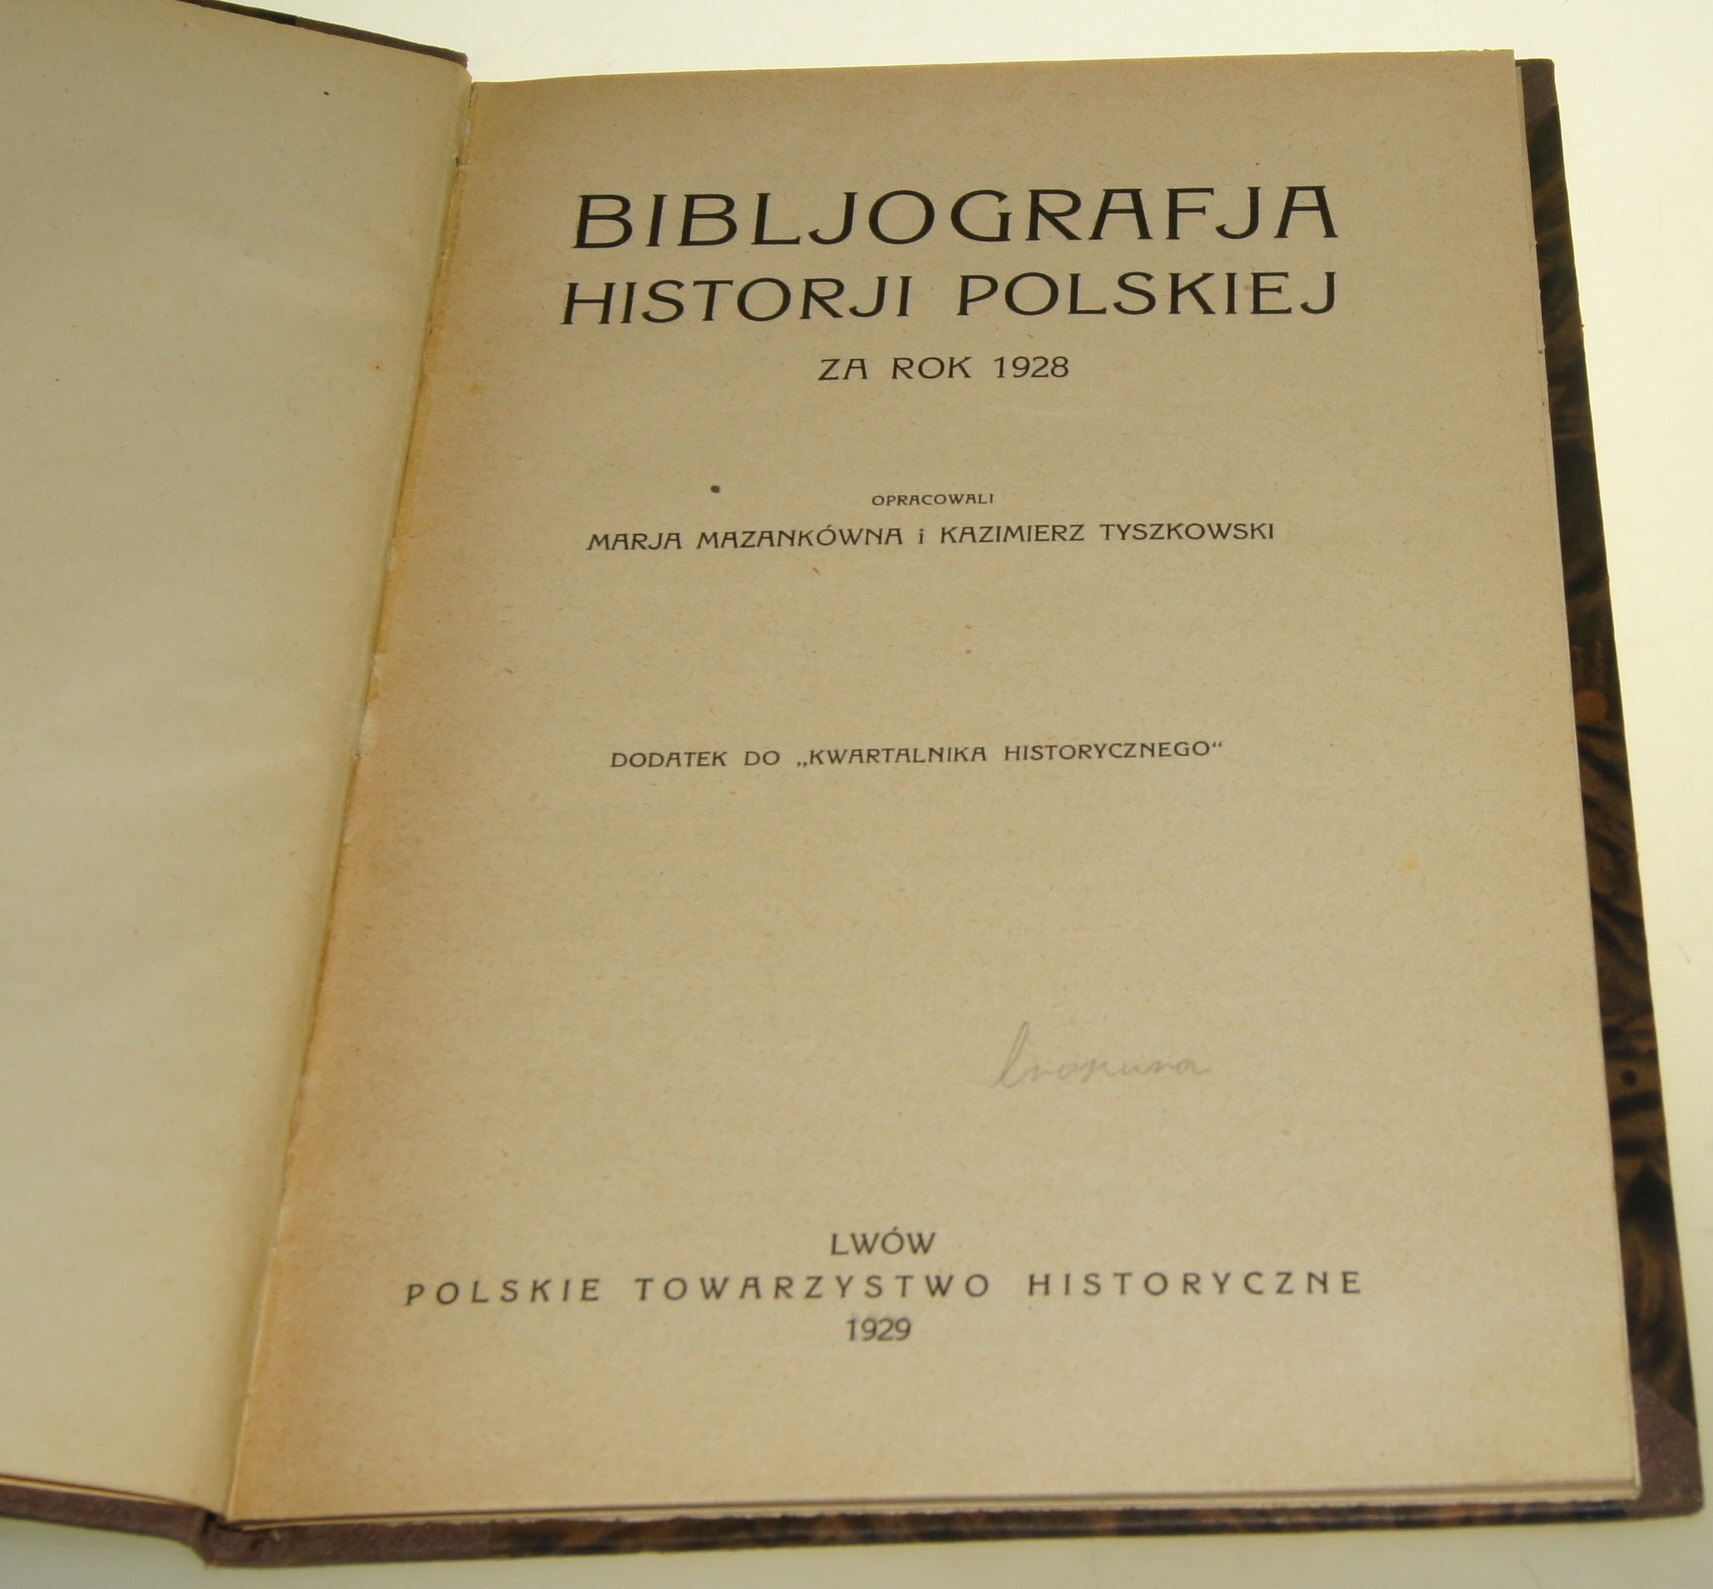 BIBLJOGRAFJA
HISTORJI POLSKIEJ
ZA ROK 1928
OPRACOWALI
MARJA MAZANKÓWNA i KAZIMIERZ TYSZKOWSKI
DODATEK DO „KWARTALNIKA HISTORYCZNEGO“
LWÓW
POLSKIE TOWARZYSTWO HISTORYCZNE
1929